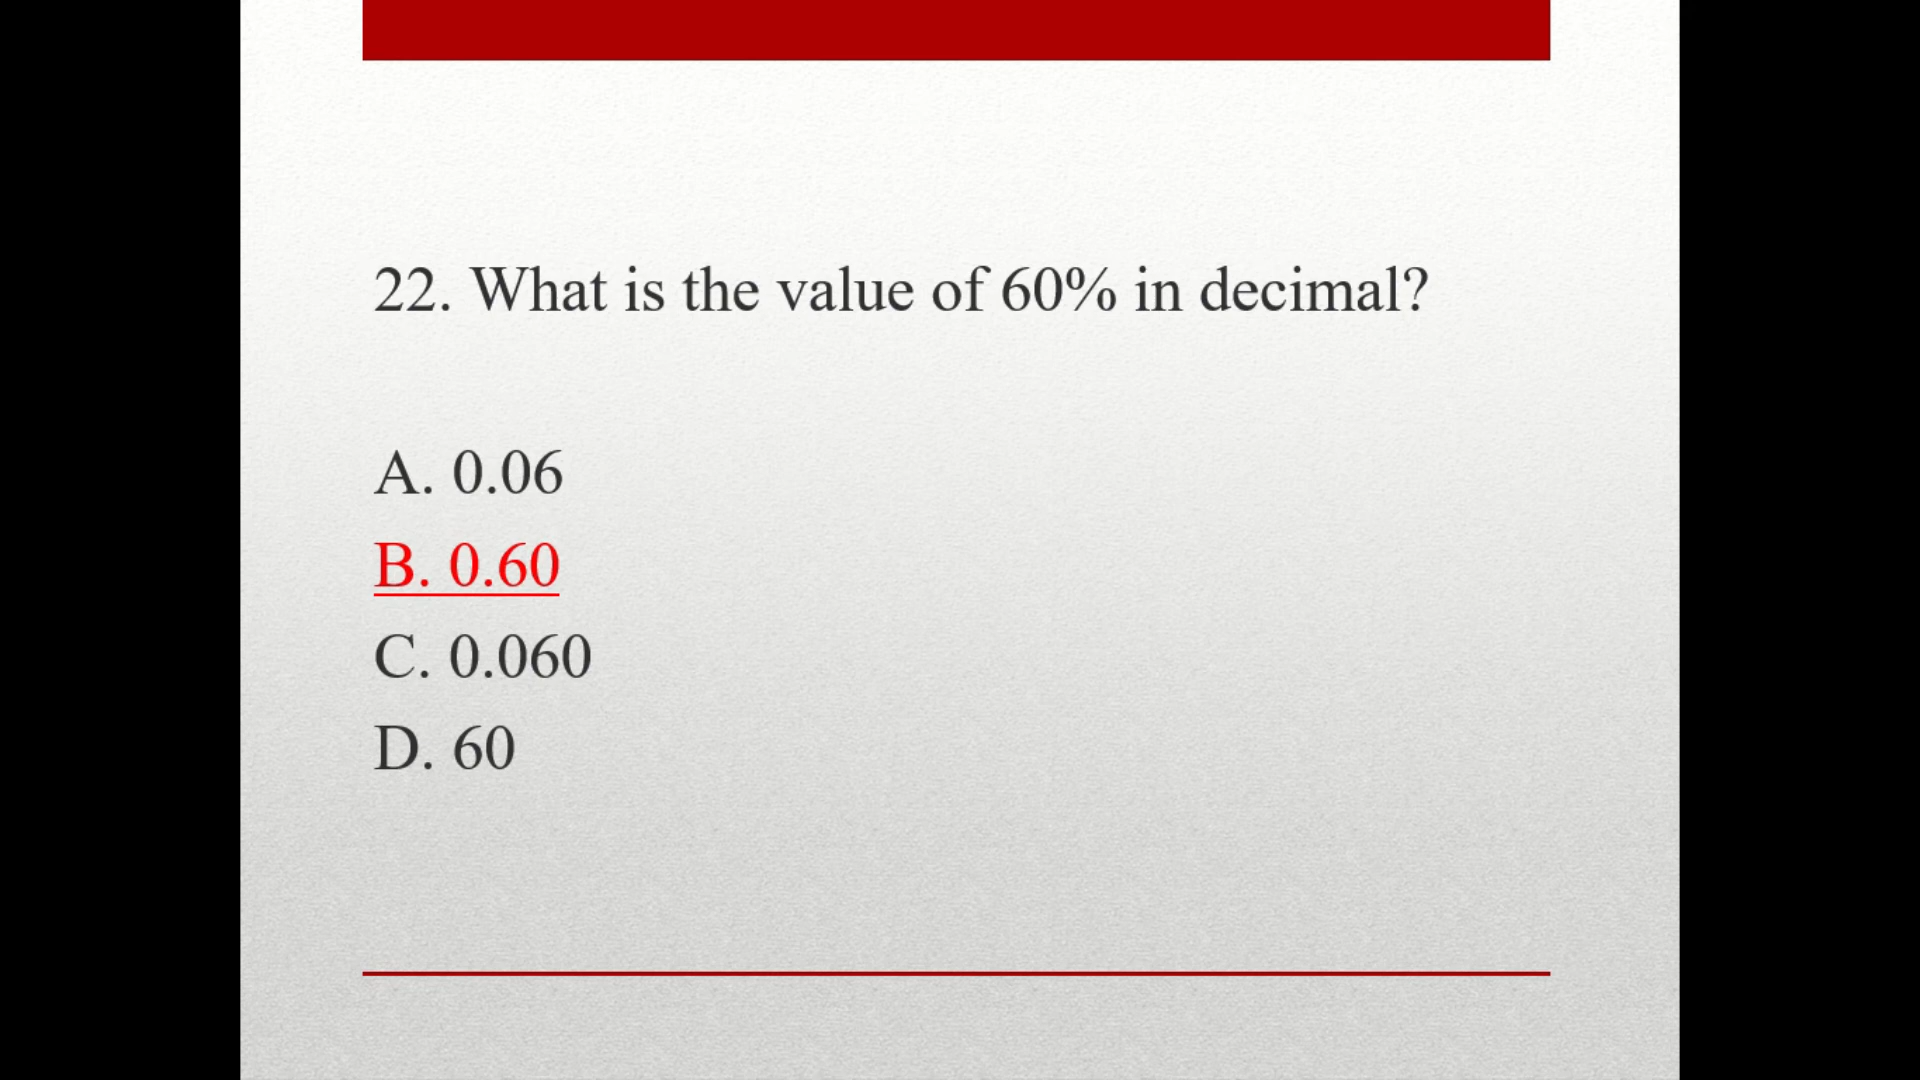 22. What is the value of 60% in decimal?
A. 0.06
B. 0.60
C. 0.060
D. 60